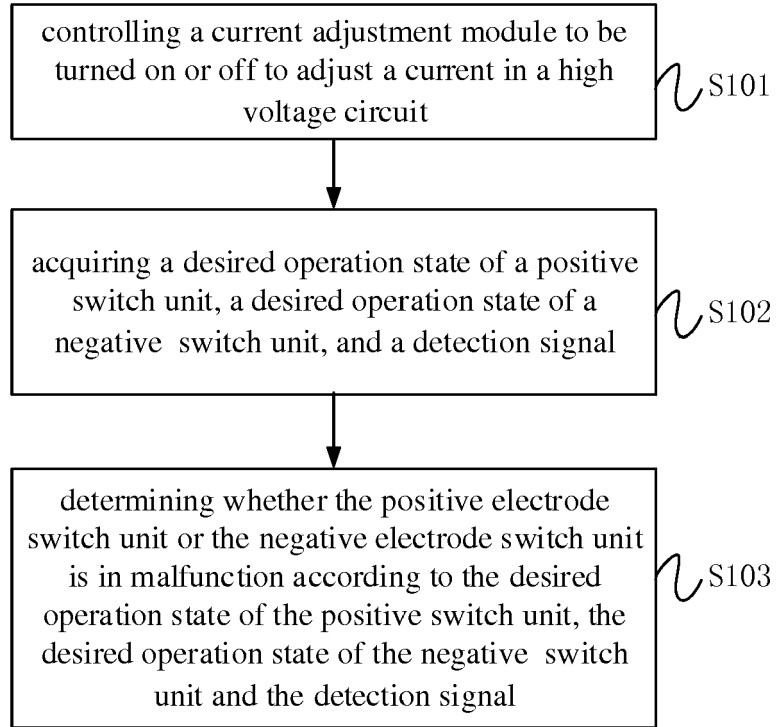 controlling a current adjustment module to be
turned on or off to adjust a current in a high
voltage circuit
S101
acquiring a desired operation state of a positive
switch unit, a desired operation state of a
negative switch unit, and a detection signal
S102
determining whether the positive electrode
switch unit or the negative electrode switch unit
is in malfunction according to the desired
operation state of the positive switch unit, the
desired operation state of the negative switch
unit and the detection signal
S103